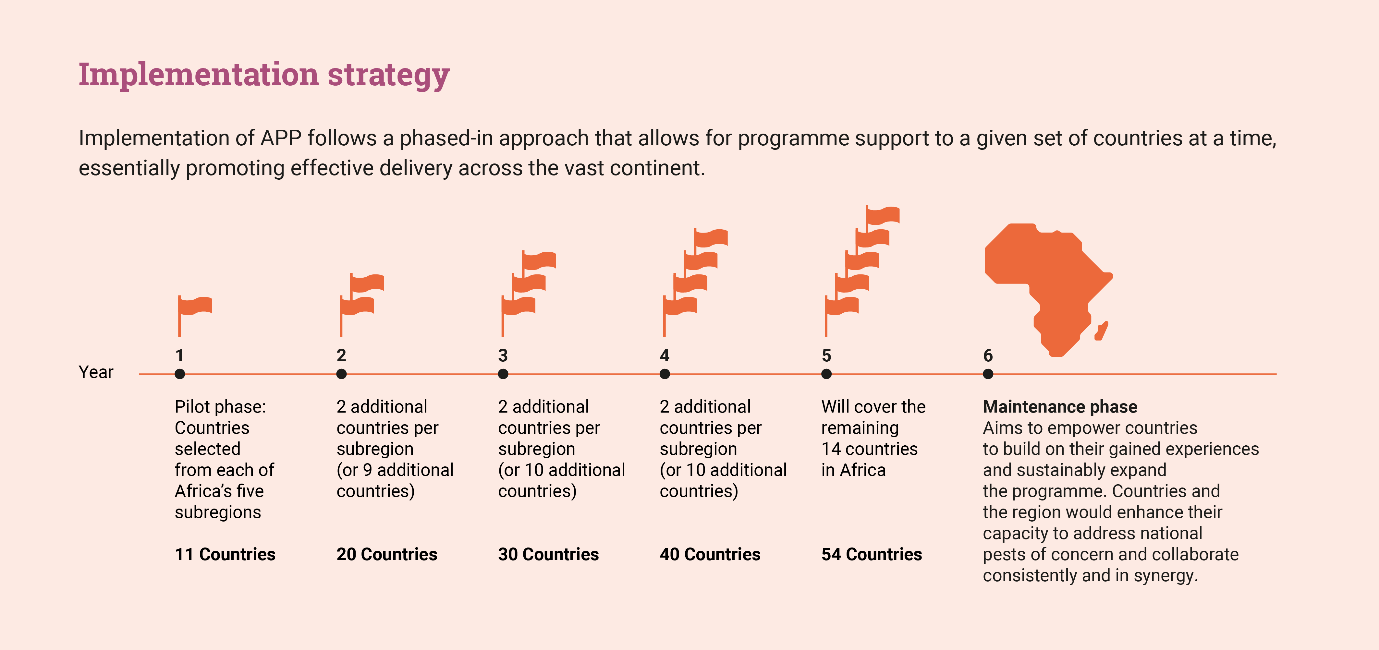 Implementation strategy
Implementation of APP follows a phased-in approach that allows for programme support to a given set of countries at a time,
essentially promoting effective delivery across the vast continent.
Year
1
Pilot phase:
Countries
selected
from each of
Africa's five
subregions
11 Countries
2
2 additional
countries per
subregion
(or 9 additional
countries)
20 Countries
3
2 additional
countries per
subregion
(or 10 additional
countries)
30 Countries
4
2 additional
countries per
subregion
(or 10 additional
countries)
40 Countries
5
Will cover the
remaining
14 countries
in Africa
54 Countries
6
Maintenance phase
Aims to empower countries
to build on their gained experiences
and sustainably expand
the programme. Countries and
the region would enhance their
capacity to address national
pests of concern and collaborate
consistently and in synergy.